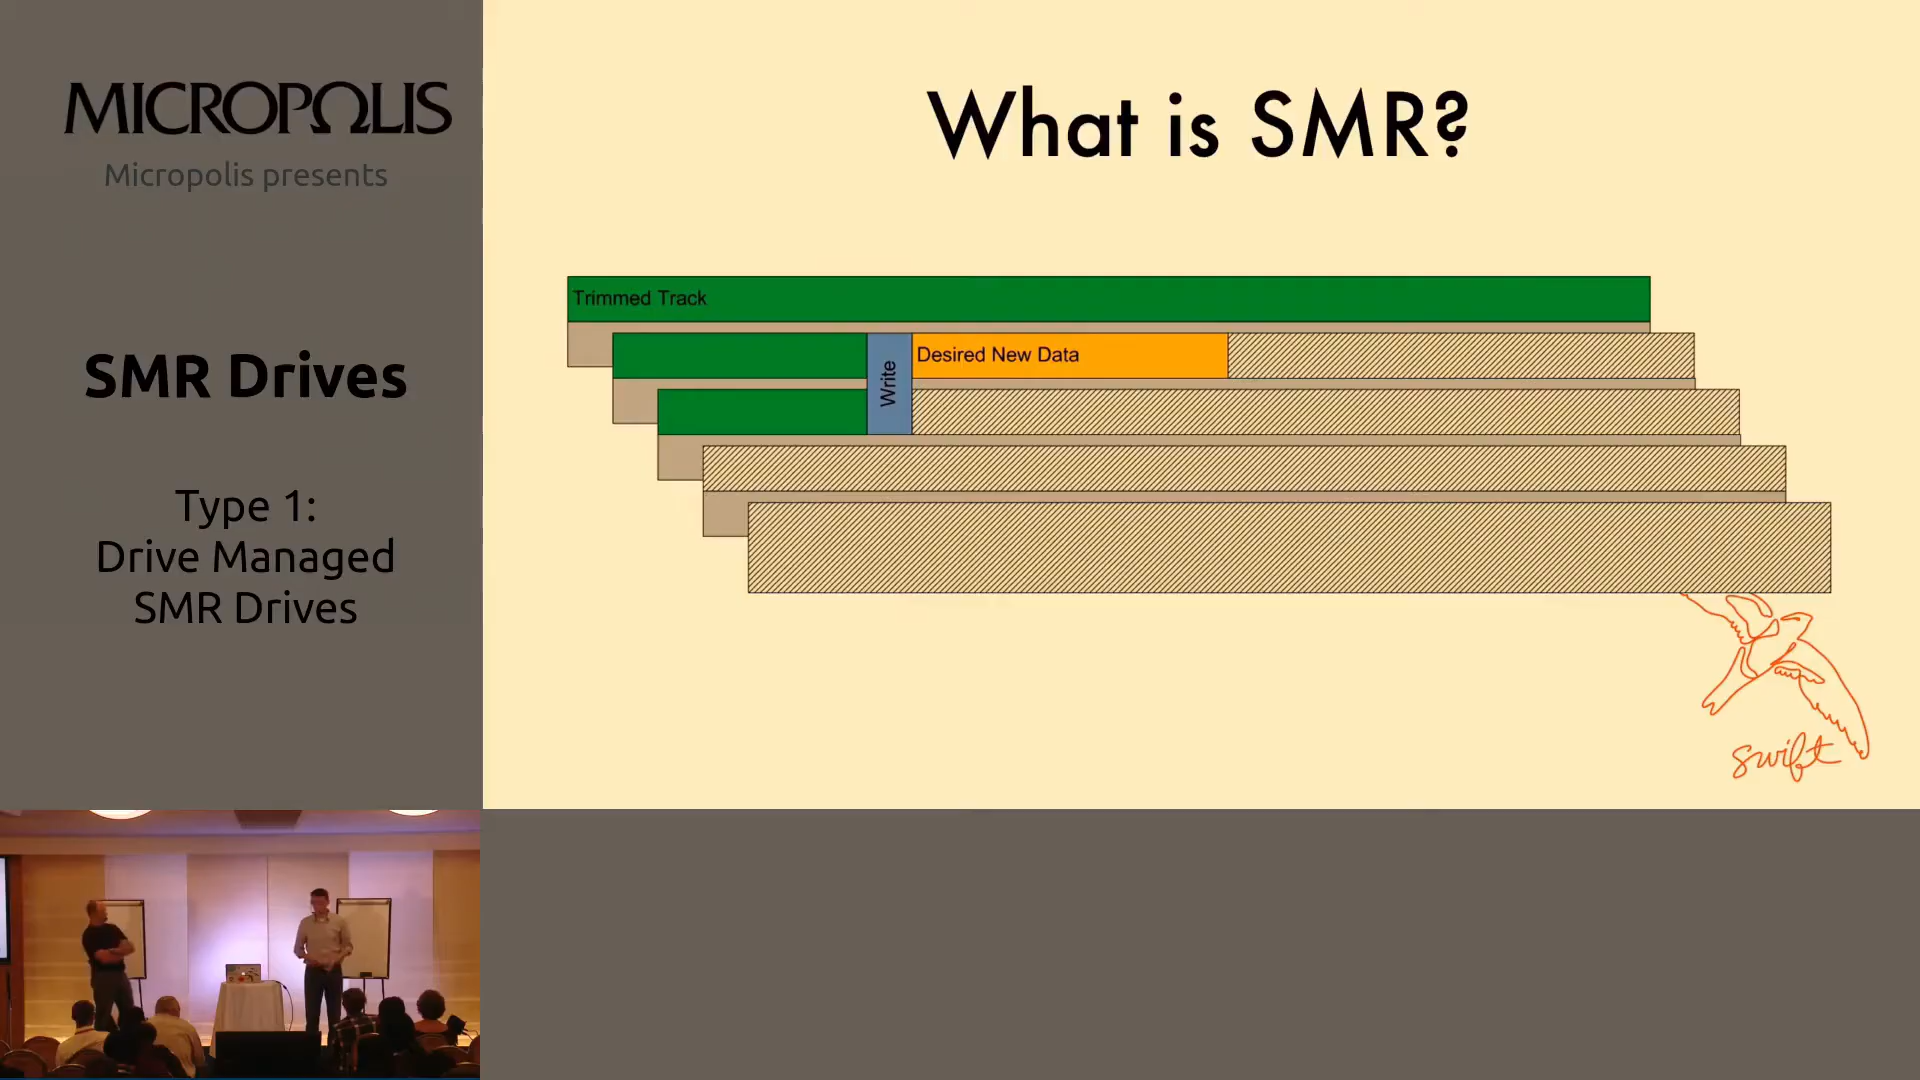 MICROPOLIS
Micropolis presents
SMR Drives
Type 1:
Drive Managed
SMR Drives
What is SMR?
Trimmed Track
Write
Desired New Data
swift